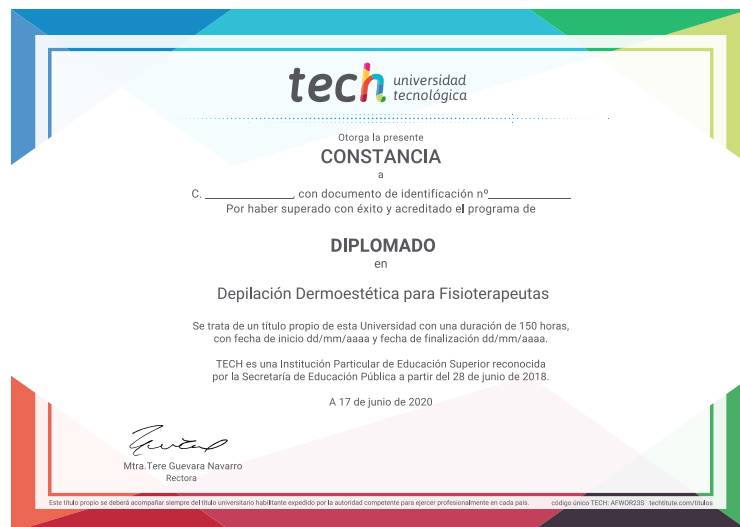 tech universidad
tecnológica
Otorga la presente
CONSTANCIA
a
C. ________________, con documento de identificación nº______________
Por haber superado con éxito y acreditado el programa de
DIPLOMADO
en
Depilación Dermoestética para Fisioterapeutas
Se trata de un título propio de esta Universidad con una duración de 150 horas,
con fecha de inicio dd/mm/aaaa y fecha de finalización dd/mm/aaaa.
TECH es una Institución Particular de Educación Superior reconocida
por la Secretaría de Educación Pública a partir del 28 de junio de 2018.
A 17 de junio de 2020
Mtra.Tere Guevara Navarro
Rectora
Este título propio se deberá acompañar siempre del título universitario habilitante expedido por la autoridad competente para ejercer profesionalmente en cada país. código único TECH: AFWOR23S techtitute.com/titulos